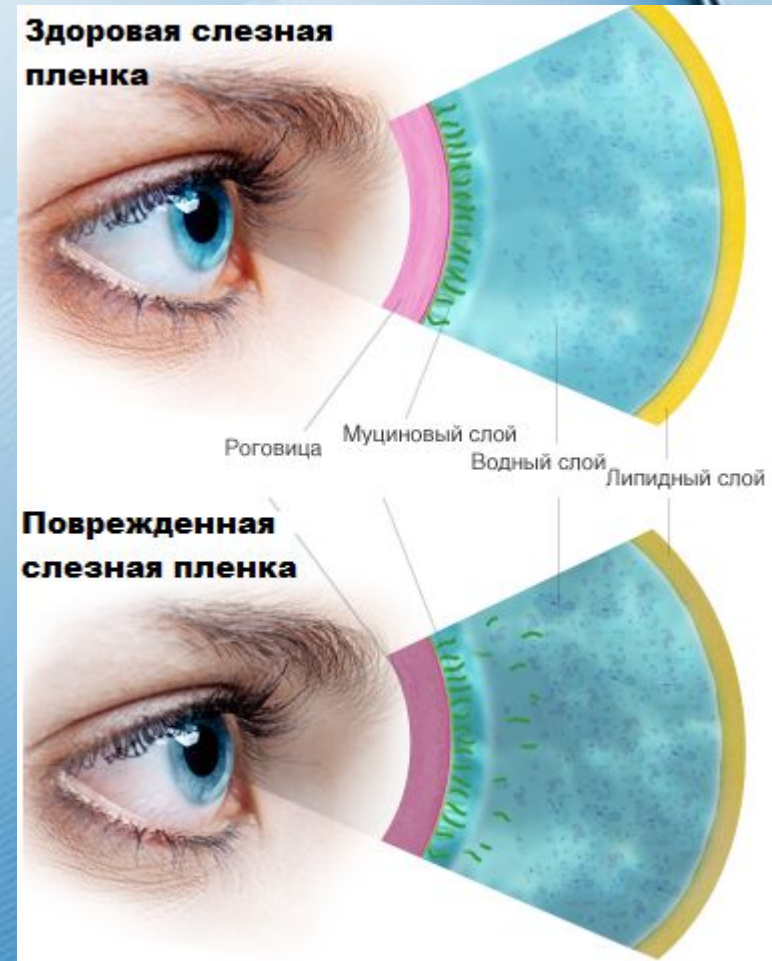 Здоровая слезная
пленка
Роговица
Муциновый слой
Водный слой
Липидный слой
Поврежденная
слезная пленка